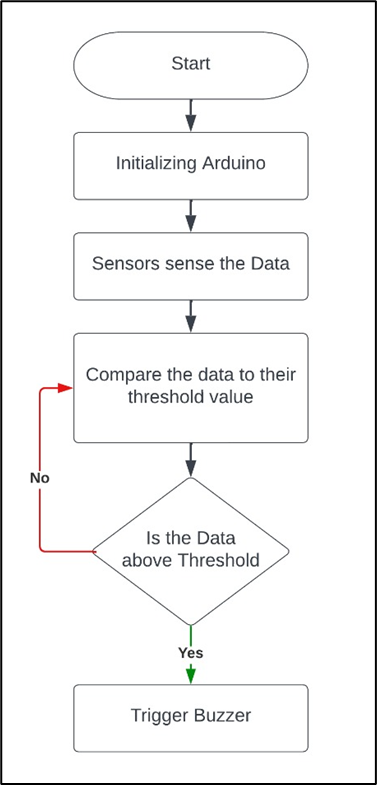 Start
Initializing Arduino
Sensors sense the Data
Compare the data to their
threshold value
No
Is the Data
above Threshold
Yes
Trigger Buzzer